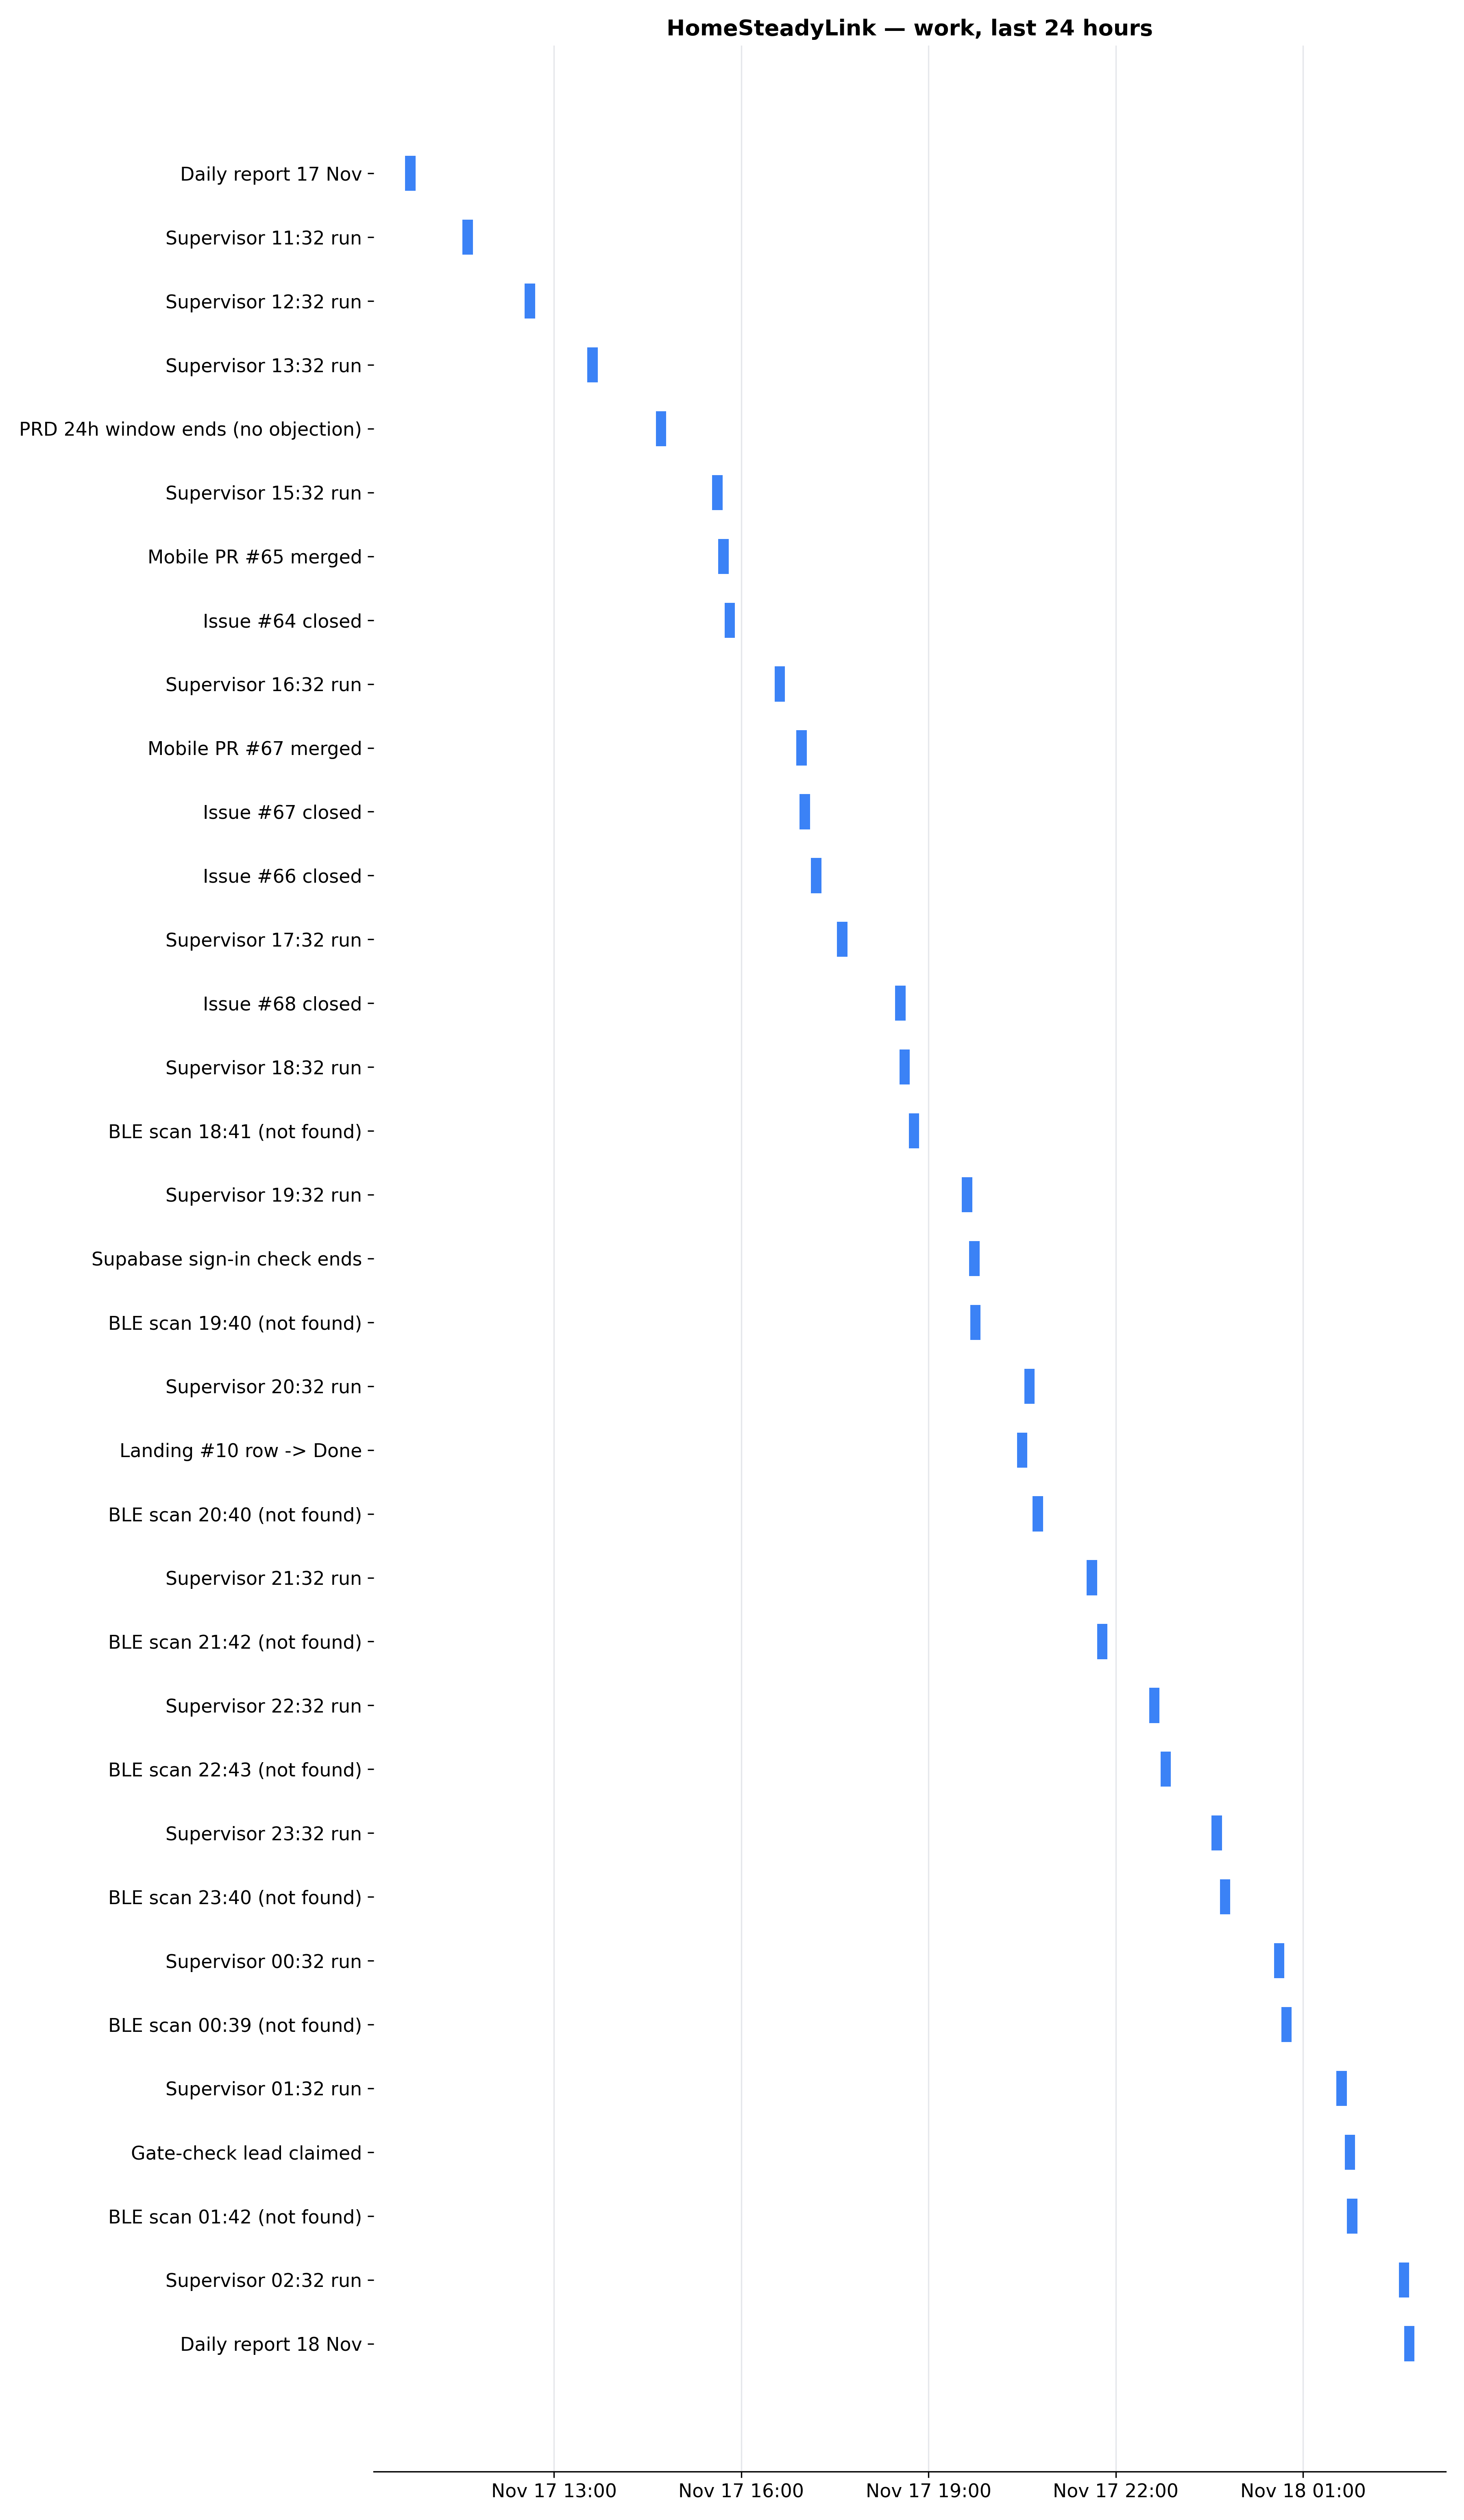 HomeSteadyLink — work, last 24 hours
Daily report 17 Nov
Supervisor 11:32 run
Supervisor 12:32 run
Supervisor 13:32 run
PRD 24h window ends (no objection)
Supervisor 15:32 run
Mobile PR #65 merged
Issue #64 closed
Supervisor 16:32 run
Mobile PR #67 merged
Issue #67 closed
Issue #66 closed
Supervisor 17:32 run
Issue #68 closed
Supervisor 18:32 run
BLE scan 18:41 (not found)
Supervisor 19:32 run
Supabase sign-in check ends
BLE scan 19:40 (not found)
Supervisor 20:32 run
Landing #10 row -> Done
BLE scan 20:40 (not found)
Supervisor 21:32 run
BLE scan 21:42 (not found)
Supervisor 22:32 run
BLE scan 22:43 (not found)
Supervisor 23:32 run
BLE scan 23:40 (not found)
Supervisor 00:32 run
BLE scan 00:39 (not found)
Supervisor 01:32 run
Gate-check lead claimed
BLE scan 01:42 (not found)
Supervisor 02:32 run
Daily report 18 Nov
Nov 17 13:00 Nov 17 16:00 Nov 17 19:00 Nov 17 22:00 Nov 18 01:00